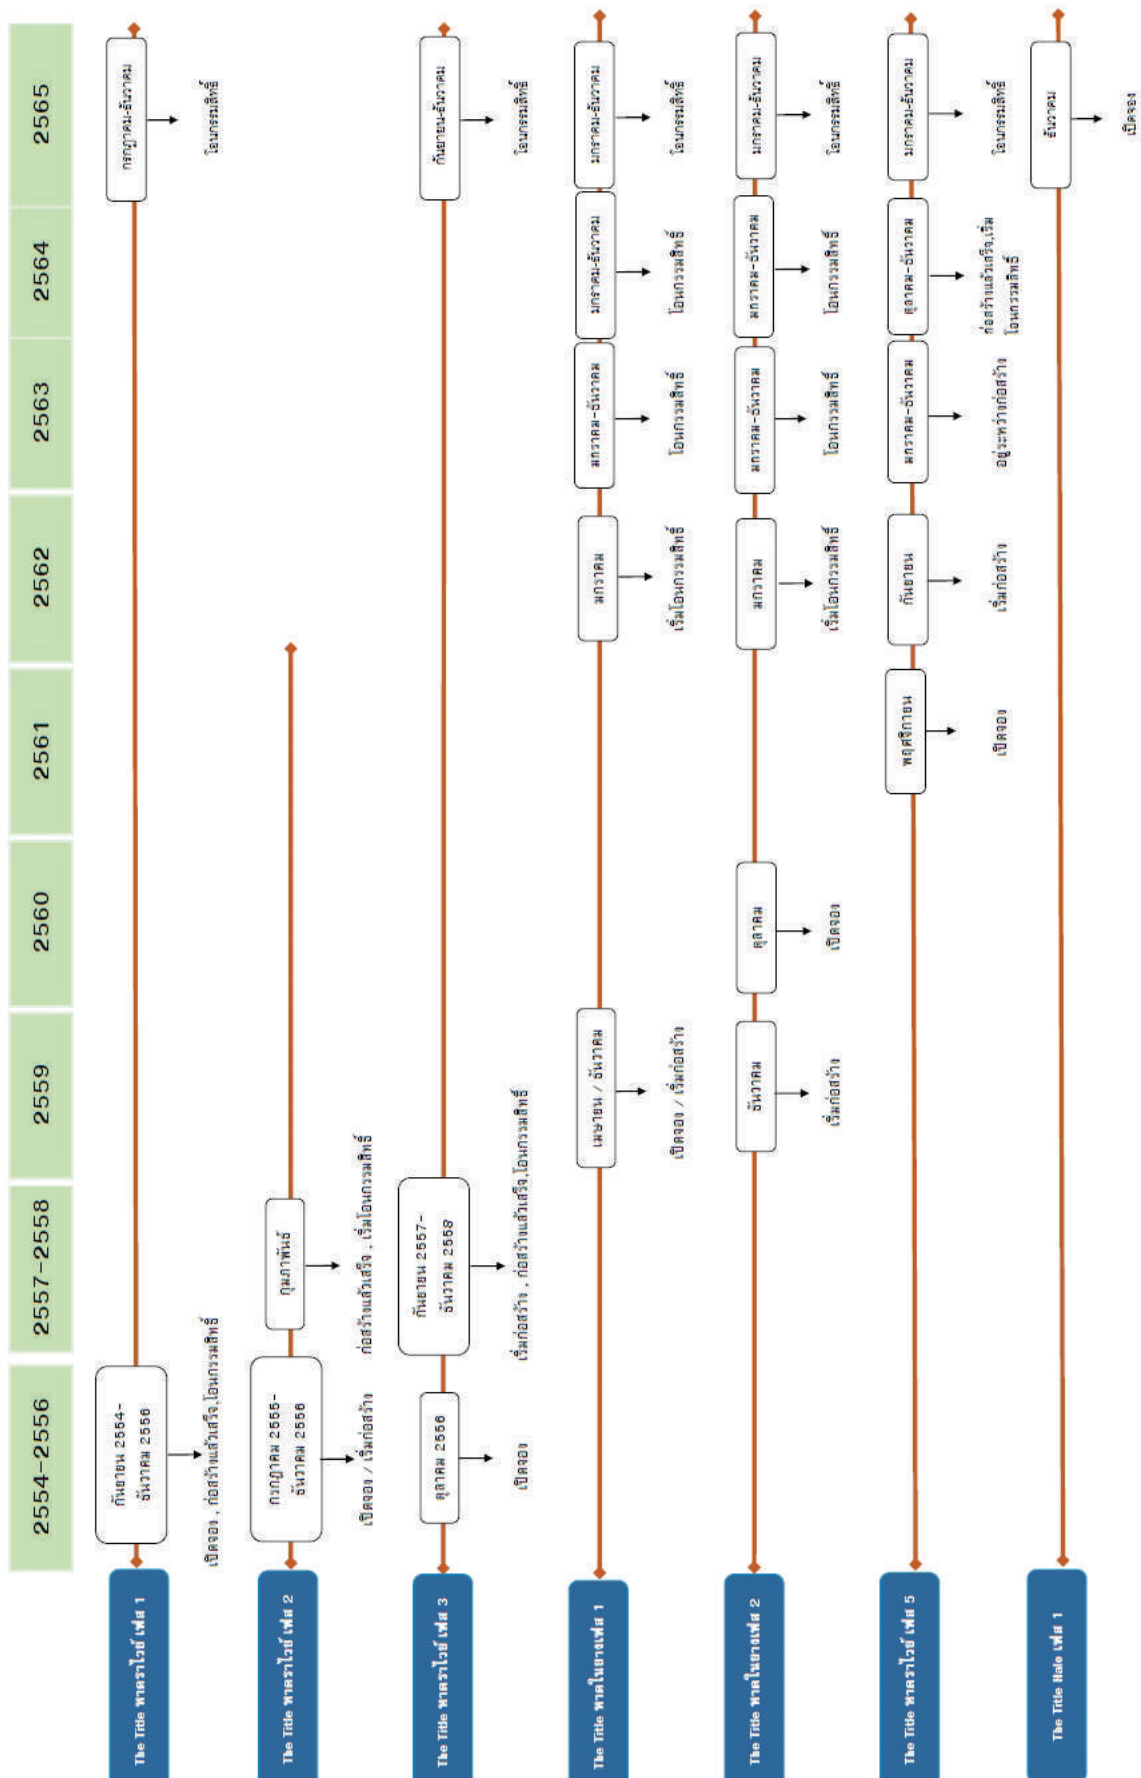 2554-2556
2557-2558
2559
2560
2561
2562
2563
2564
2565
The Title หาดราไวย์ เฟส 1
กันยายน 2554-
ธันวาคม 2556
เปิดจอง , ก่อสร้างแล้วเสร็จ,โอนกรรมสิทธิ์
กรกฎาคม-ธันวาคม
โอนกรรมสิทธิ์
The Title หาดราไวย์ เฟส 2
กรกฎาคม 2555-
ธันวาคม 2556
เปิดจอง / เริ่มก่อสร้าง
กุมภาพันธ์
ก่อสร้างแล้วเสร็จ , เริ่มโอนกรรมสิทธิ์
The Title หาดราไวย์ เฟส 3
ตุลาคม 2556
เปิดจอง
กันยายน 2557-
ธันวาคม 2558
เริ่มก่อสร้าง , ก่อสร้างแล้วเสร็จ,โอนกรรมสิทธิ์
กันยายน-ธันวาคม
โอนกรรมสิทธิ์
The Title หาดในยางเฟส 1
เมษายน / ธันวาคม
เปิดจอง / เริ่มก่อสร้าง
มกราคม
เริ่มโอนกรรมสิทธิ์
มกราคม-ธันวาคม
โอนกรรมสิทธิ์
มกราคม-ธันวาคม
โอนกรรมสิทธิ์
มกราคม-ธันวาคม
โอนกรรมสิทธิ์
The Title หาดในยางเฟส 2
ธันวาคม
เริ่มก่อสร้าง
ตุลาคม
เปิดจอง
มกราคม
เริ่มโอนกรรมสิทธิ์
มกราคม-ธันวาคม
โอนกรรมสิทธิ์
มกราคม-ธันวาคม
โอนกรรมสิทธิ์
มกราคม-ธันวาคม
โอนกรรมสิทธิ์
The Title หาดราไวย์ เฟส 5
พฤศจิกายน
เปิดจอง
กันยายน
เริ่มก่อสร้าง
มกราคม-ธันวาคม
อยู่ระหว่างก่อสร้าง
ตุลาคม-ธันวาคม
ก่อสร้างแล้วเสร็จ,เริ่ม
โอนกรรมสิทธิ์
มกราคม-ธันวาคม
โอนกรรมสิทธิ์
The Title Halo เฟส 1
ธันวาคม
เปิดจอง